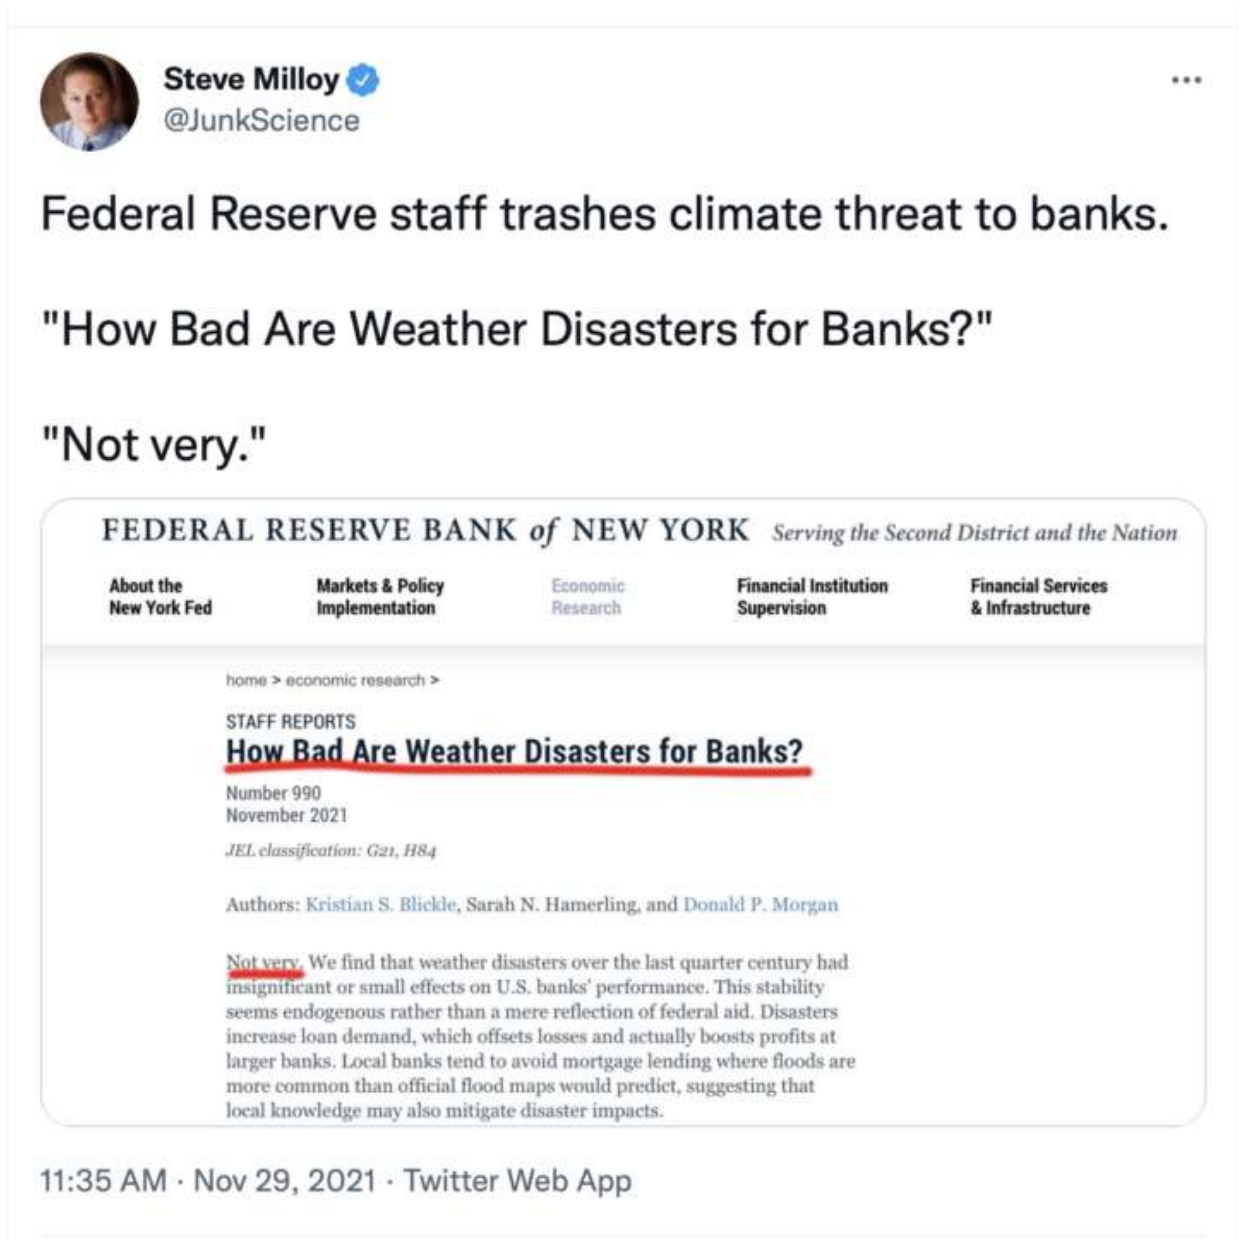 Steve Milloy
@JunkScience
Federal Reserve staff trashes climate threat to banks.
"How Bad Are Weather Disasters for Banks?"
"Not very."
FEDERAL RESERVE BANK of NEW YORK Serving the Second District and the Nation
About the New York Fed
Markets & Policy Implementation
Economic Research
Financial Institution Supervision
Financial Services & Infrastructure
home > economic research >
STAFF REPORTS
How Bad Are Weather Disasters for Banks?
Number 990
November 2021
JEL classification: G21, H84
Authors: Kristian S. Blickle, Sarah N. Hamerling, and Donald P. Morgan
Not very. We find that weather disasters over the last quarter century had
insignificant or small effects on U.S. banks' performance. This stability
seems endogenous rather than a mere reflection of federal aid. Disasters
increase loan demand, which offsets losses and actually boosts profits at
larger banks. Local banks tend to avoid mortgage lending where floods are
more common than official flood maps would predict, suggesting that
local knowledge may also mitigate disaster impacts.
11:35 AM · Nov 29, 2021 · Twitter Web App